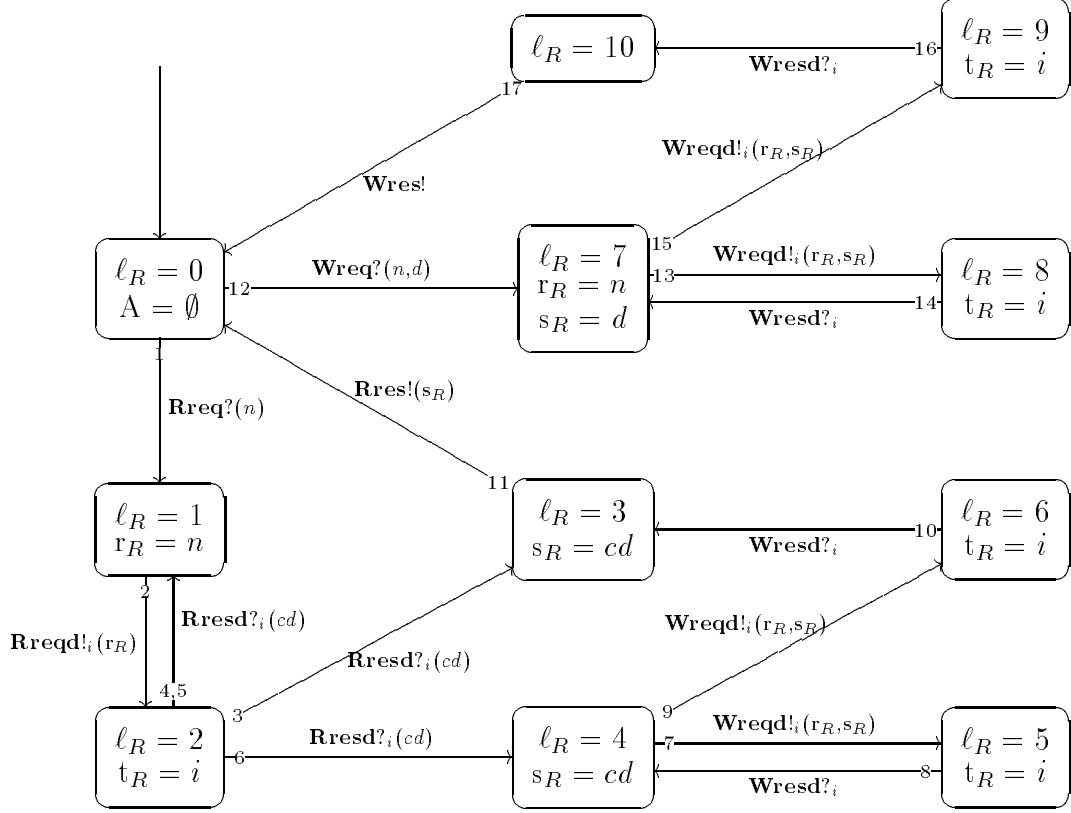 ℓ_R = 10
16
Wresd?_i
ℓ_R = 9
t_R = i
17
Wreqd!_i(r_R,s_R)
Wres!
ℓ_R = 0
A = ∅
12
Wreq?(n,d)
ℓ_R = 7
r_R = n
s_R = d
15
Wreqd!_i(r_R,s_R)
13
14
Wresd?_i
ℓ_R = 8
t_R = i
1
Rreq?(n)
Rres!(s_R)
11
ℓ_R = 1
r_R = n
ℓ_R = 3
s_R = cd
10
Wresd?_i
ℓ_R = 6
t_R = i
2
Rreqd!_i(r_R)
Rresd?_i(cd)
4,5
3
Rresd?_i(cd)
Wreqd!_i(r_R,s_R)
9
ℓ_R = 2
t_R = i
6
Rresd?_i(cd)
ℓ_R = 4
s_R = cd
7
Wreqd!_i(r_R,s_R)
8
Wresd?_i
ℓ_R = 5
t_R = i